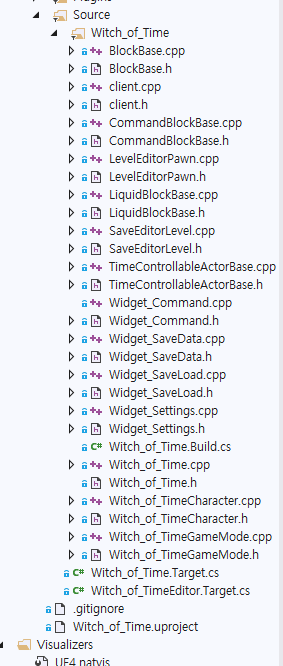 Source
Witch_of_Time
BlockBase.cpp
BlockBase.h
client.cpp
client.h
CommandBlockBase.cpp
CommandBlockBase.h
LevelEditorPawn.cpp
LevelEditorPawn.h
LiquidBlockBase.cpp
LiquidBlockBase.h
SaveEditorLevel.cpp
SaveEditorLevel.h
TimeControllableActorBase.cpp
TimeControllableActorBase.h
Widget_Command.cpp
Widget_Command.h
Widget_SaveData.cpp
Widget_SaveData.h
Widget_SaveLoad.cpp
Widget_SaveLoad.h
Widget_Settings.cpp
Widget_Settings.h
Witch_of_Time.Build.cs
Witch_of_Time.cpp
Witch_of_Time.h
Witch_of_TimeCharacter.cpp
Witch_of_TimeCharacter.h
Witch_of_TimeGameMode.cpp
Witch_of_TimeGameMode.h
Witch_of_Time.Target.cs
Witch_of_TimeEditor.Target.cs
.gitignore
Witch_of_Time.uproject
Visualizers
UE4.natvis